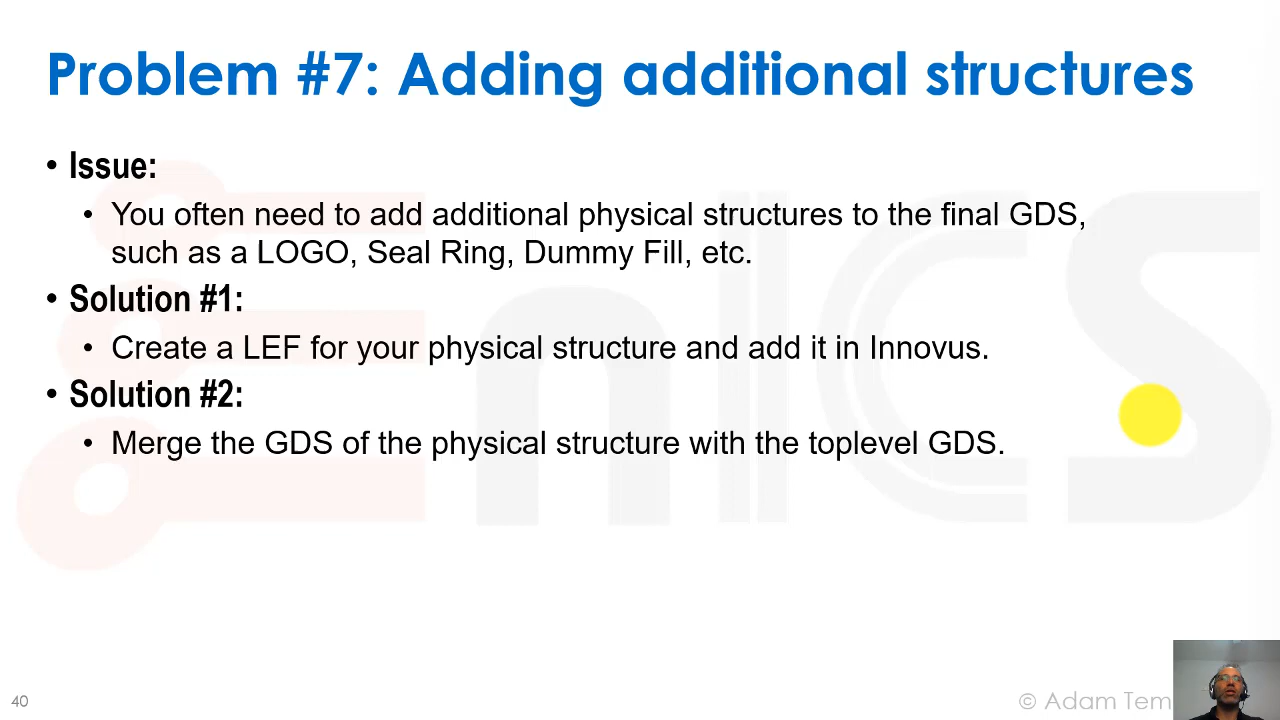 Problem #7: Adding additional structures
• Issue:
• You often need to add additional physical structures to the final GDS,
such as a LOGO, Seal Ring, Dummy Fill, etc.
• Solution #1:
• Create a LEF for your physical structure and add it in Innovus.
• Solution #2:
• Merge the GDS of the physical structure with the toplevel GDS.
nICS
40
© Adam Tem